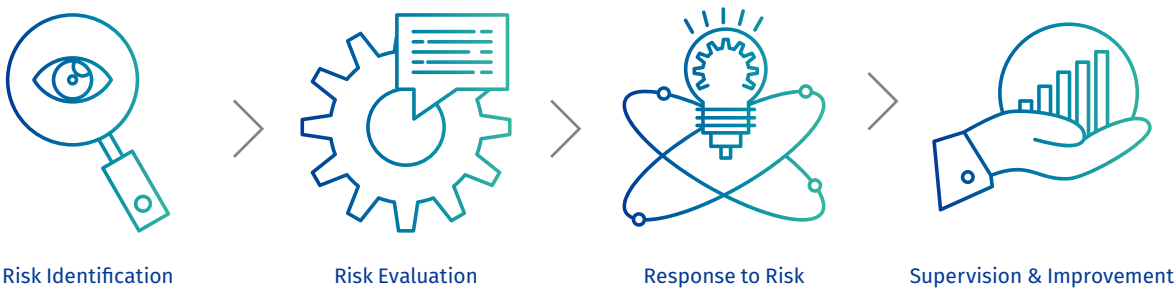 Risk Identification
Risk Evaluation
Response to Risk
Supervision & Improvement